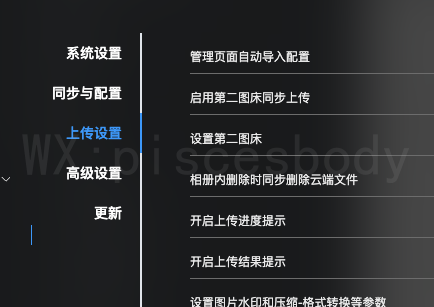 系统设置
同步与配置
上传设置
高级设置
更新
管理页面自动导入配置
启用第二图床同步上传
设置第二图床
相册内删除时同步删除云端文件
开启上传进度提示
开启上传结果提示
设置图片水印和压缩-格式转换等参数
WX:piscesbody